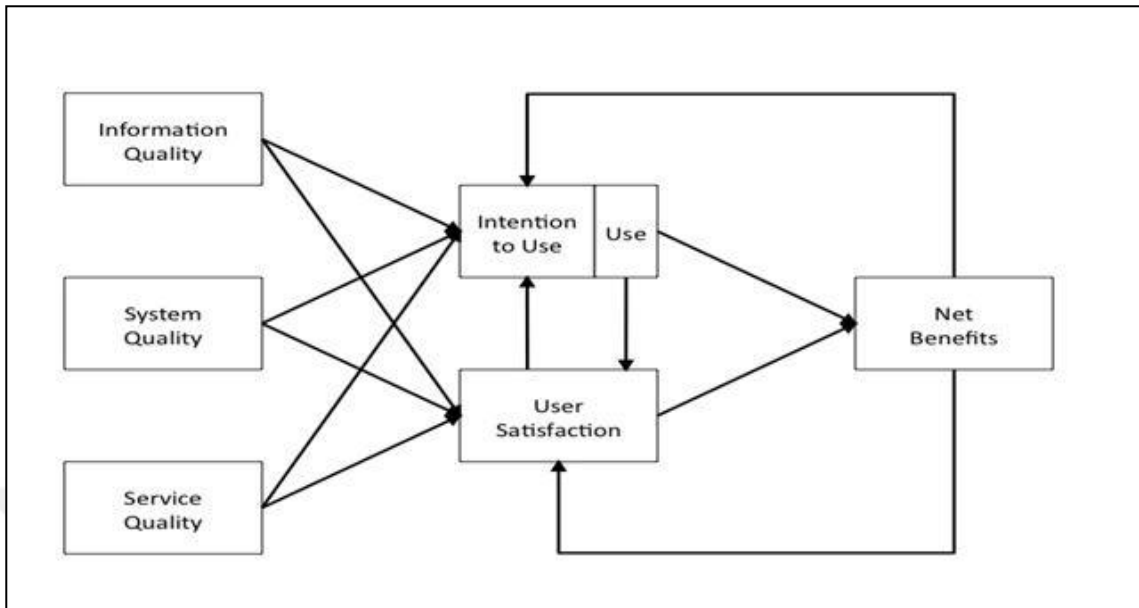 Information
Quality
System
Quality
Service
Quality
Intention
to Use
Use
User
Satisfaction
Net
Benefits